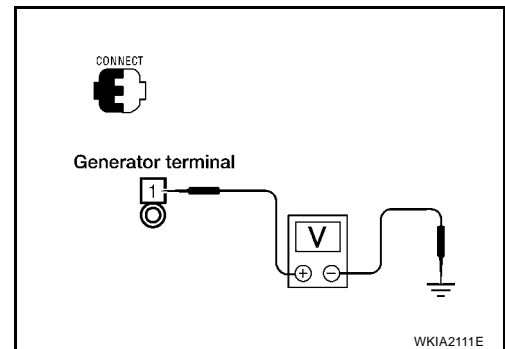 CONNECT
Generator terminal
1
V
+ −
WKIA2111E